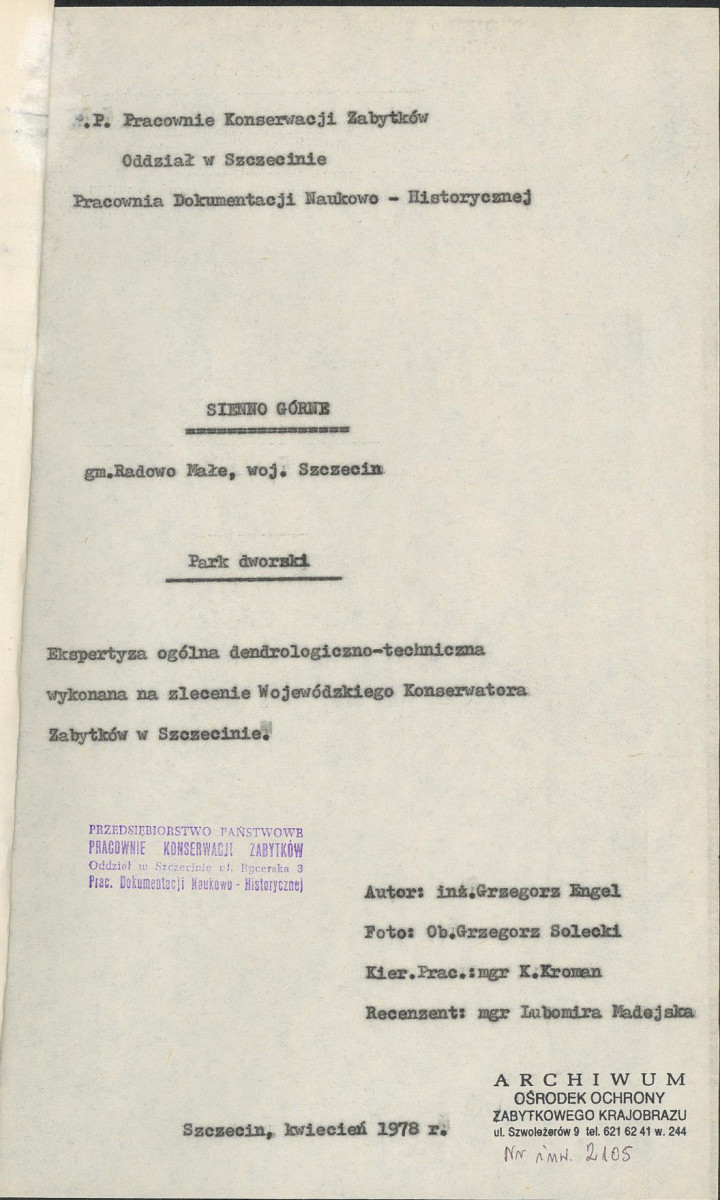 .P. Pracownie Konserwacji Zabytków
Oddział w Szczecinie
Pracownia Dokumentacji Naukowo - Historycznej
SIENNO GÓRNE
gm.Radowo Małe, woj. Szczecin
Park dworski
Ekspertyza ogólna dendrologiczno-techniczna
wykonana na zlecenie Wojewódzkiego Konserwatora
Zabytków w Szczecinie.
PRZEDSIĘBIORSTWO PAŃSTWOWE
PRACOWNIE KONSERWACJI ZABYTKÓW
Oddział w Szczecinie ul. Rycerska 3
Prac. Dokumentacji Naukowo - Historycznej
Autor: inż.Grzegorz Engel
Foto: Ob.Grzegorz Solecki
Kier.Prac.:mgr K.Kroman
Recenzent: mgr Lubomira Madejska
ARCHIWUM
OŚRODEK OCHRONY
ZABYTKOWEGO KRAJOBRAZU
ul. Szwoleżerów 9 tel. 621 62 41 w. 244
Nr inw. 2105
Szczecin, kwiecień 1978 r.